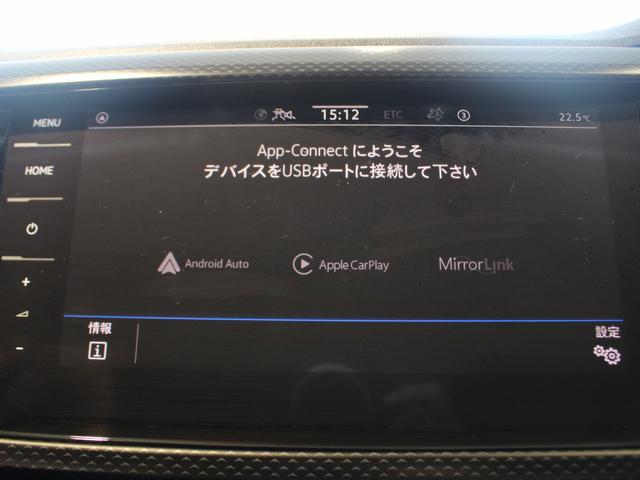 MENU
15:12
ETC
3
22.5℃
App-Connect にようこそ
デバイスをUSBポートに接続して下さい
HOME
Android Auto
Apple CarPlay
MirrorLink
+
-
情報
i
設定